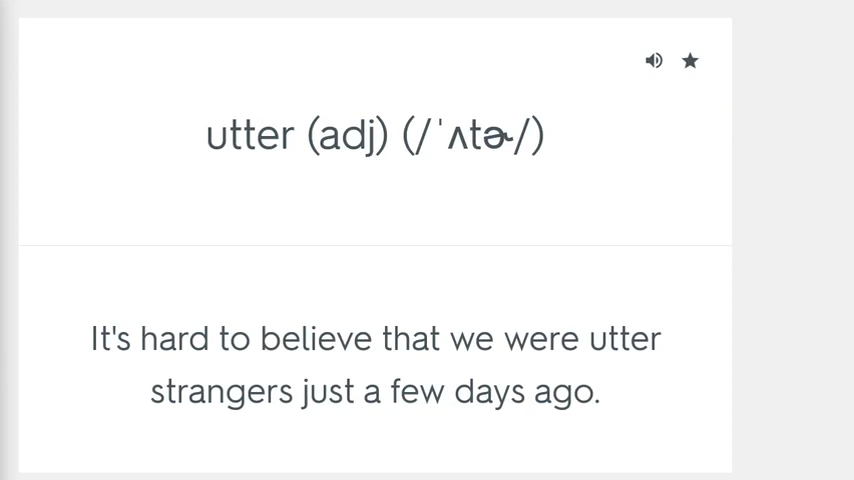 utter (adj) (/ˈʌtɚ/)
It's hard to believe that we were utter
strangers just a few days ago.